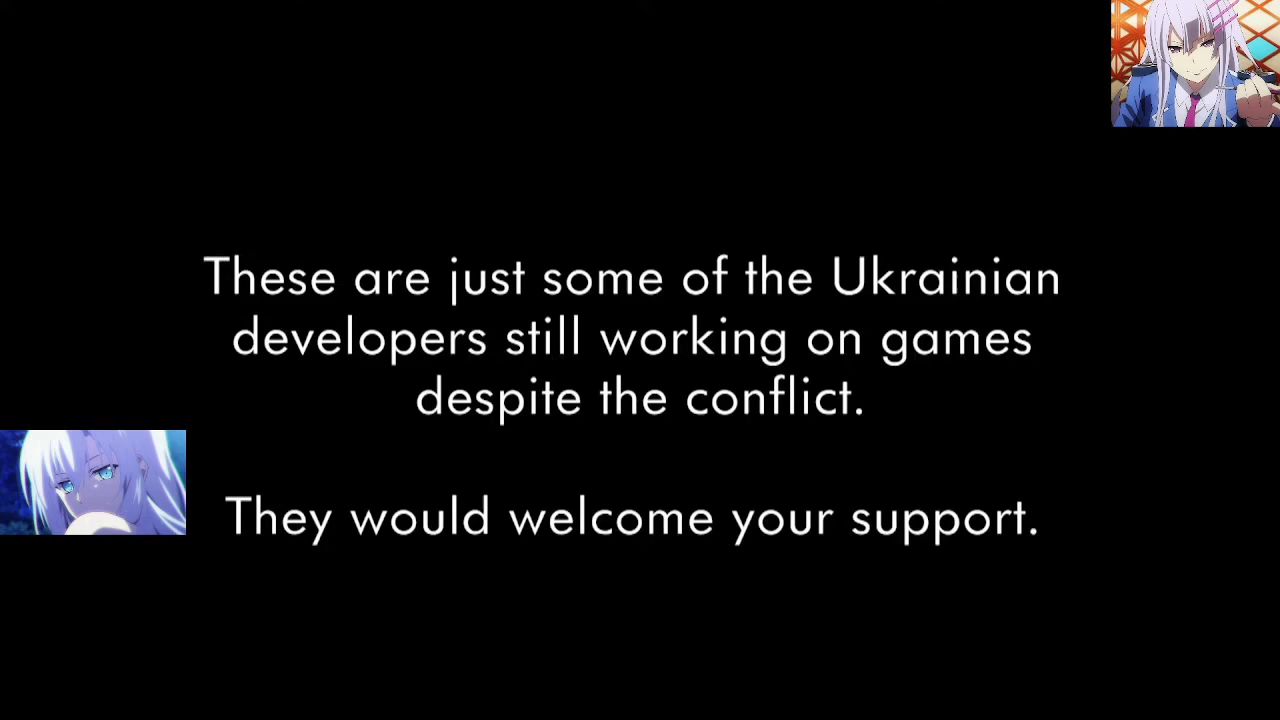 These are just some of the Ukrainian
developers still working on games
despite the conflict.
They would welcome your support.